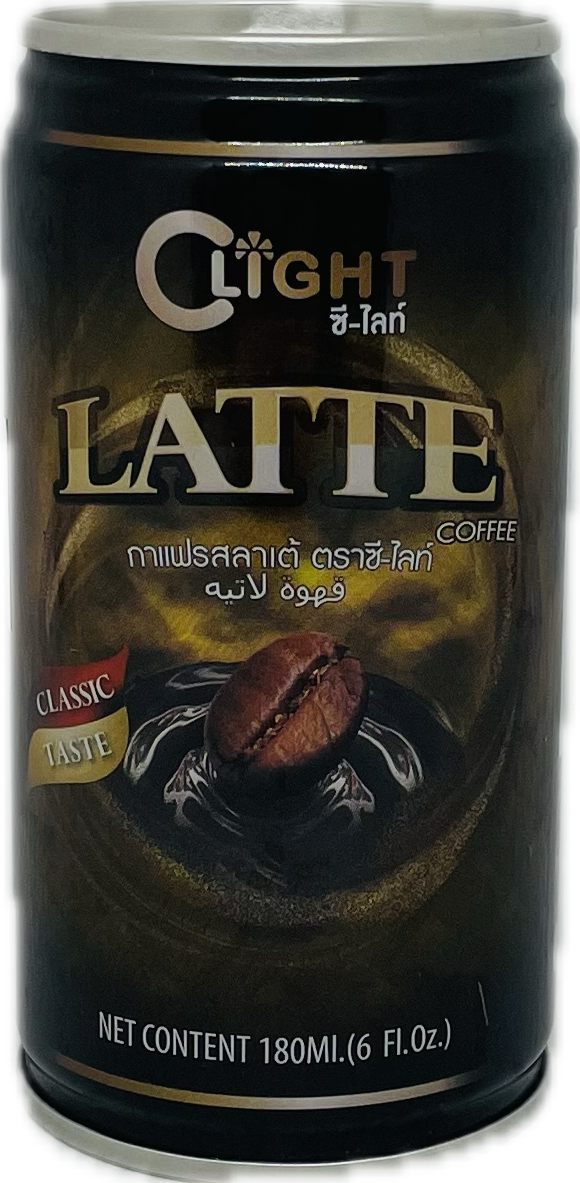 CLIGHT
ซี-ไลท์
LATTE
COFFEE
กาแฟรสลาเต้ ตราซี-ไลท์
قهوة لاتيه
CLASSIC
TASTE
NET CONTENT 180Ml.(6 Fl.Oz.)